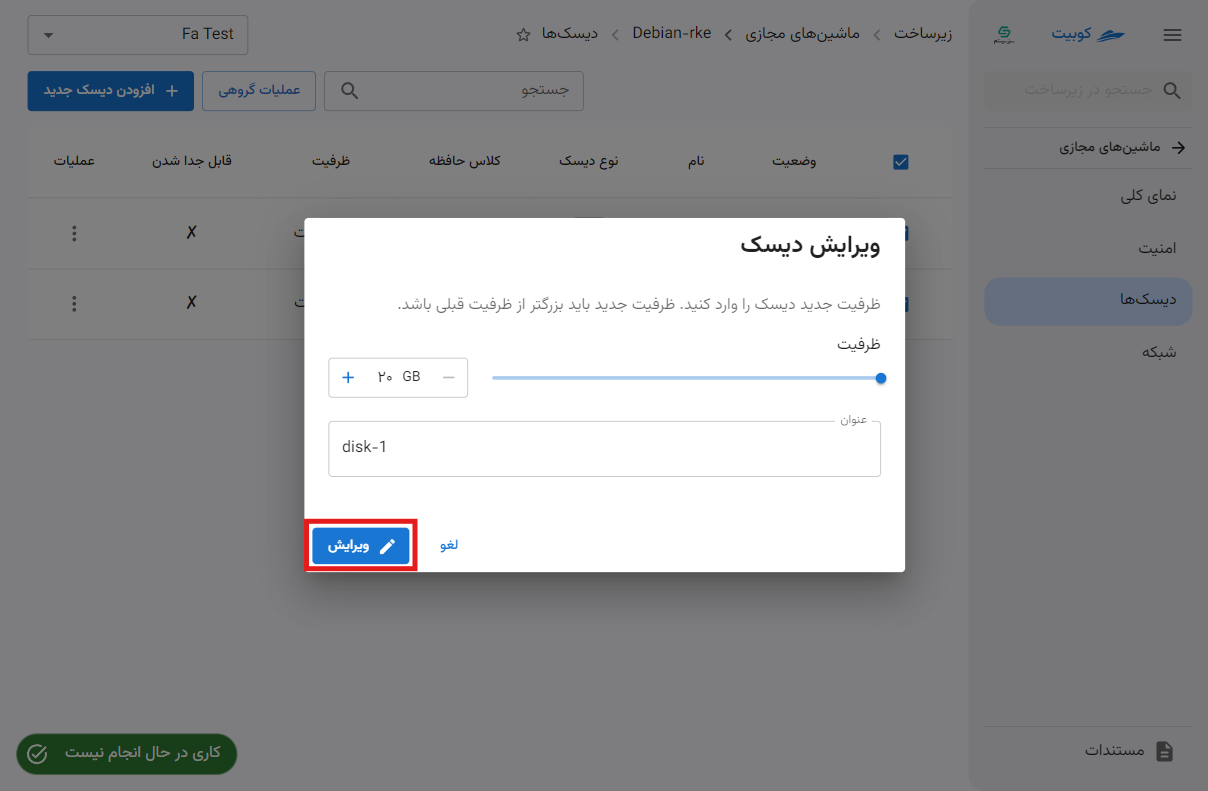 کوبیت
زیرساخت
ماشین‌های مجازی
Debian-rke
دیسک‌ها
Fa Test
جستجو در زیرساخت
ماشین‌های مجازی
نمای کلی
امنیت
دیسک‌ها
شبکه
مستندات
جستجو
عملیات گروهی
+ افزودن دیسک جدید
وضعیت نام نوع دیسک کلاس حافظه ظرفیت قابل جدا شدن عملیات
✗
✗
ویرایش دیسک
ظرفیت جدید دیسک را وارد کنید. ظرفیت جدید باید بزرگتر از ظرفیت قبلی باشد.
ظرفیت
+ ۲۰ GB −
عنوان
disk-1
لغو
ویرایش
کاری در حال انجام نیست